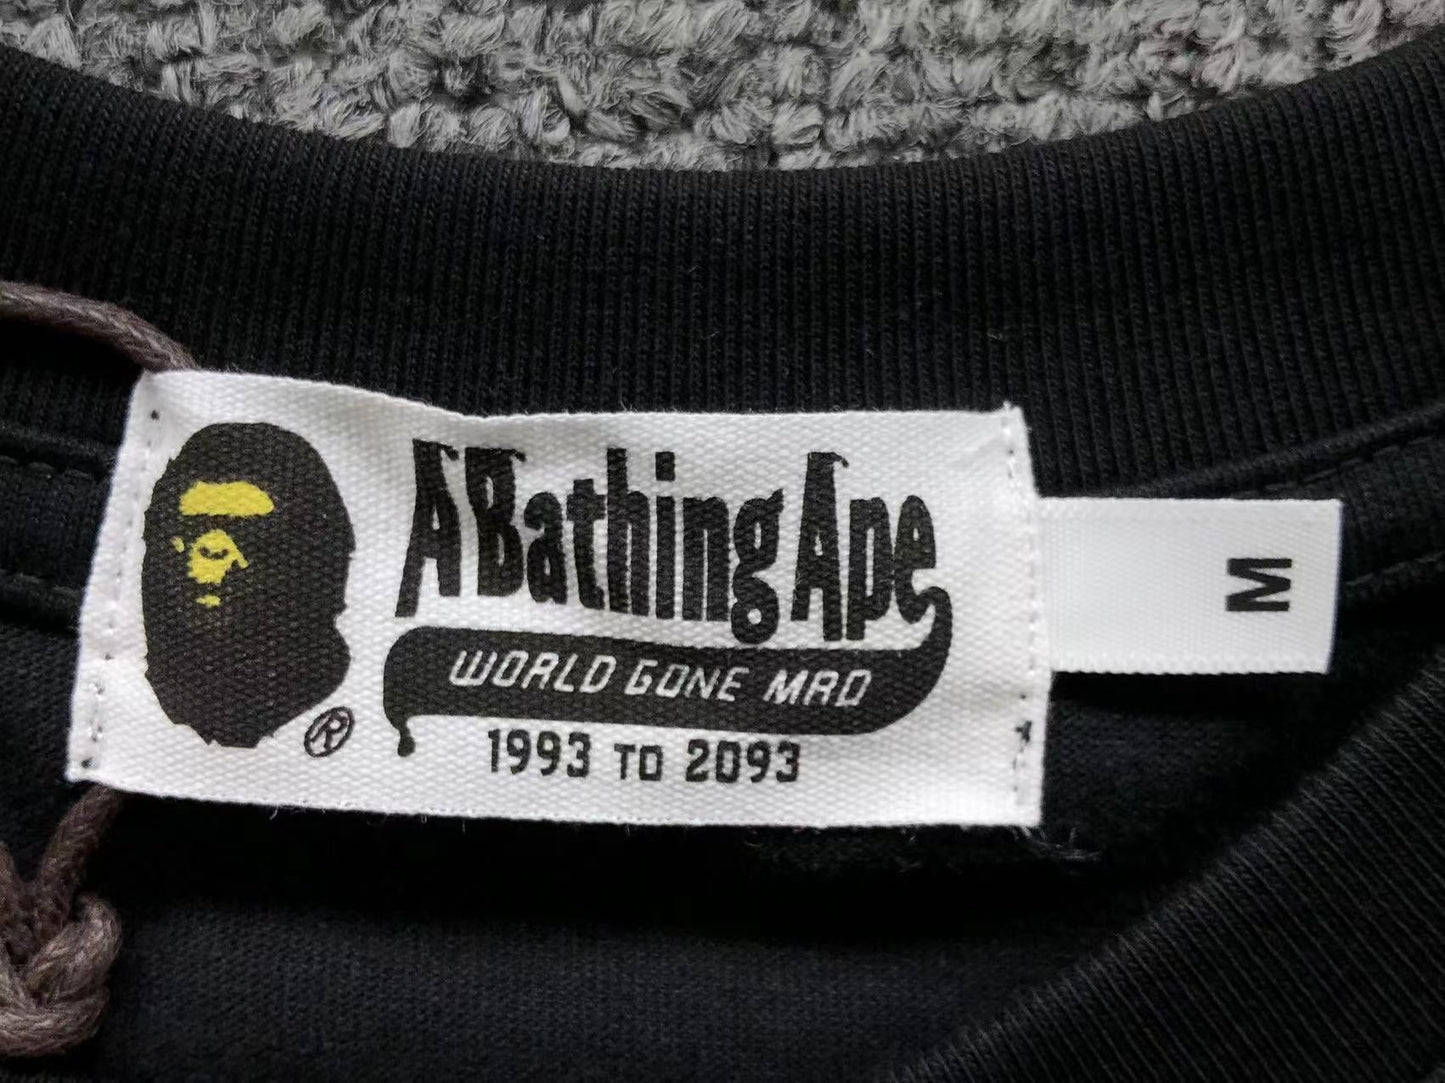 A Bathing Ape
WORLD GONE MAD
®
1993 TO 2093
M